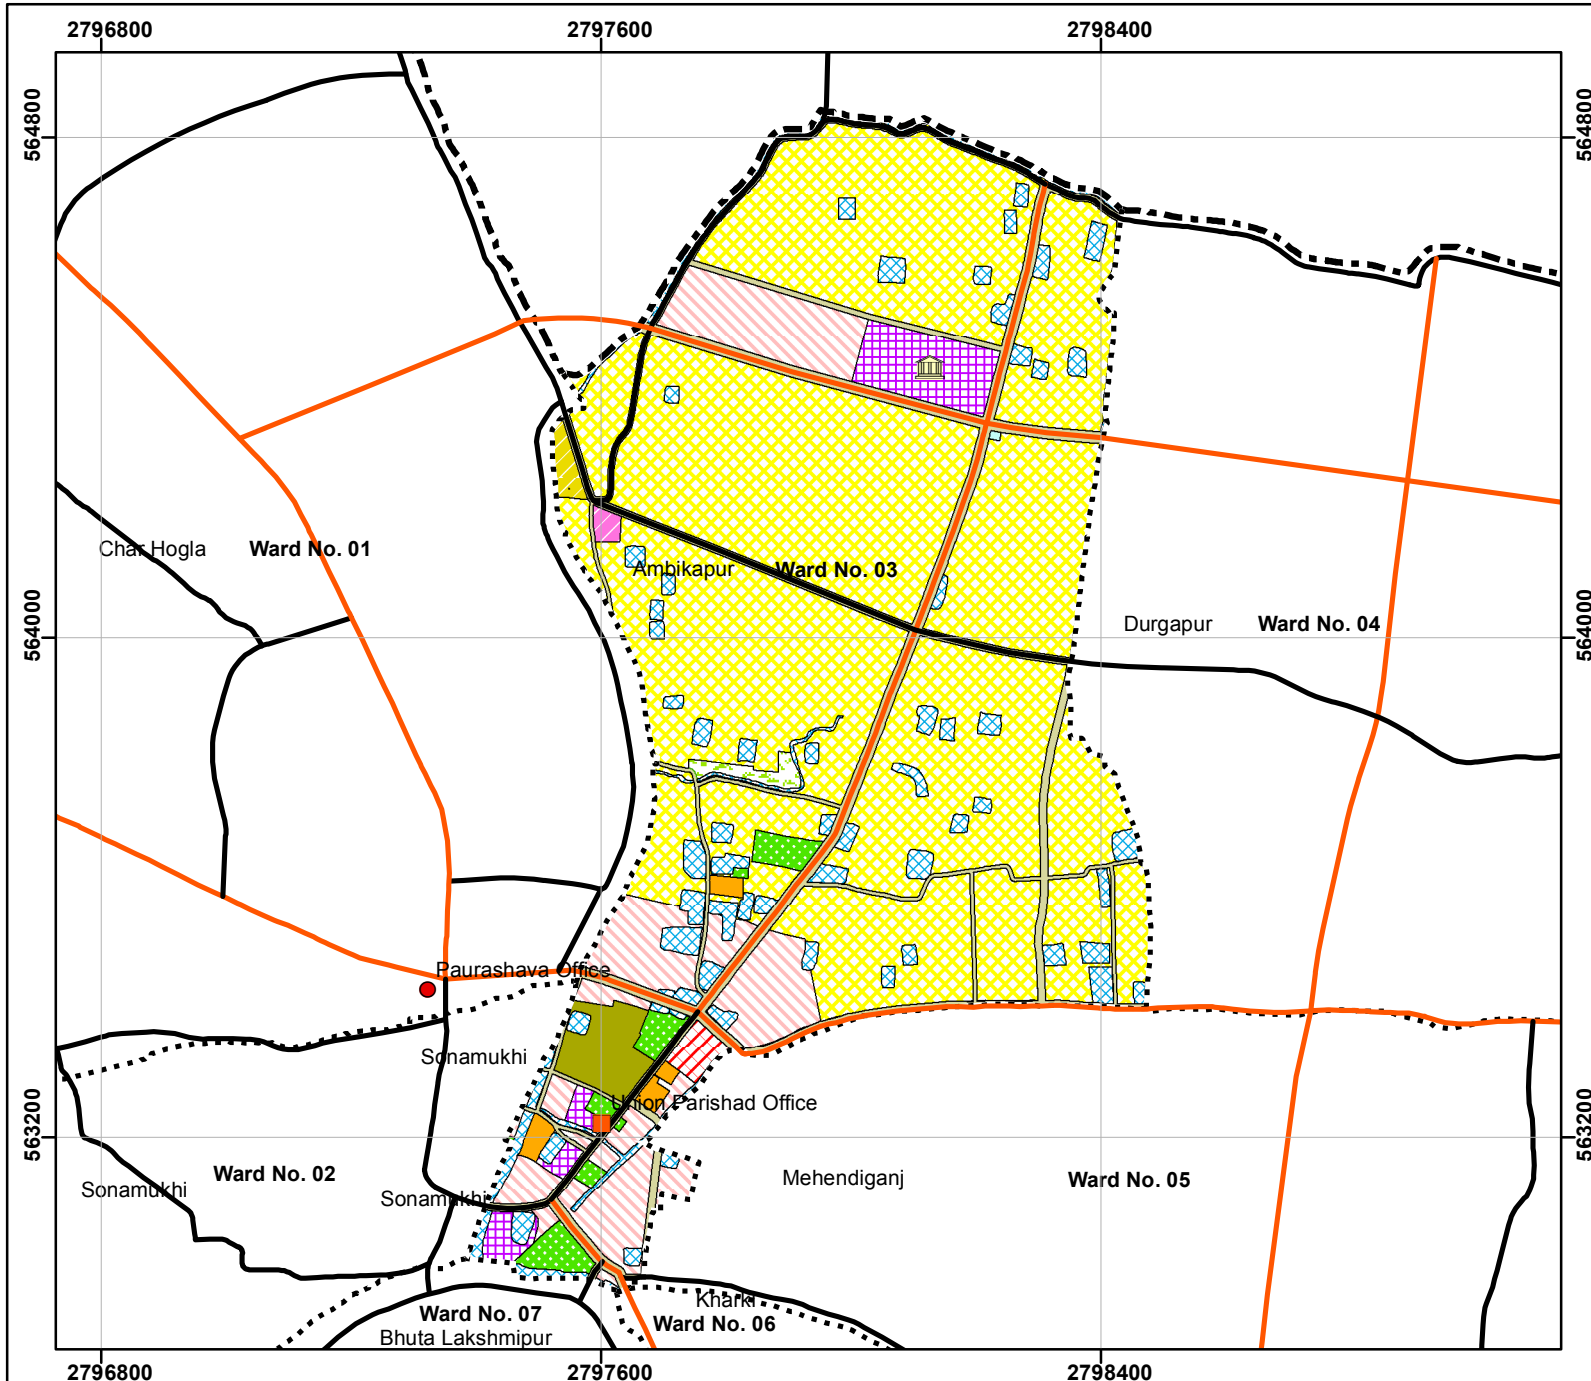 2796800 2797600 2798400
564800 564800
Char Hogla Ward No. 01
Ambikapur Ward No. 03
564000 564000
Durgapur Ward No. 04
Paurashava Office
Sonamukhi
Union Parishad Office
563200 563200
Ward No. 02
Sonamukhi
Sonamukhi
Mehendiganj Ward No. 05
Kharki
Ward No. 07
Ward No. 06
Bhuta Lakshmipur
2796800 2797600 2798400